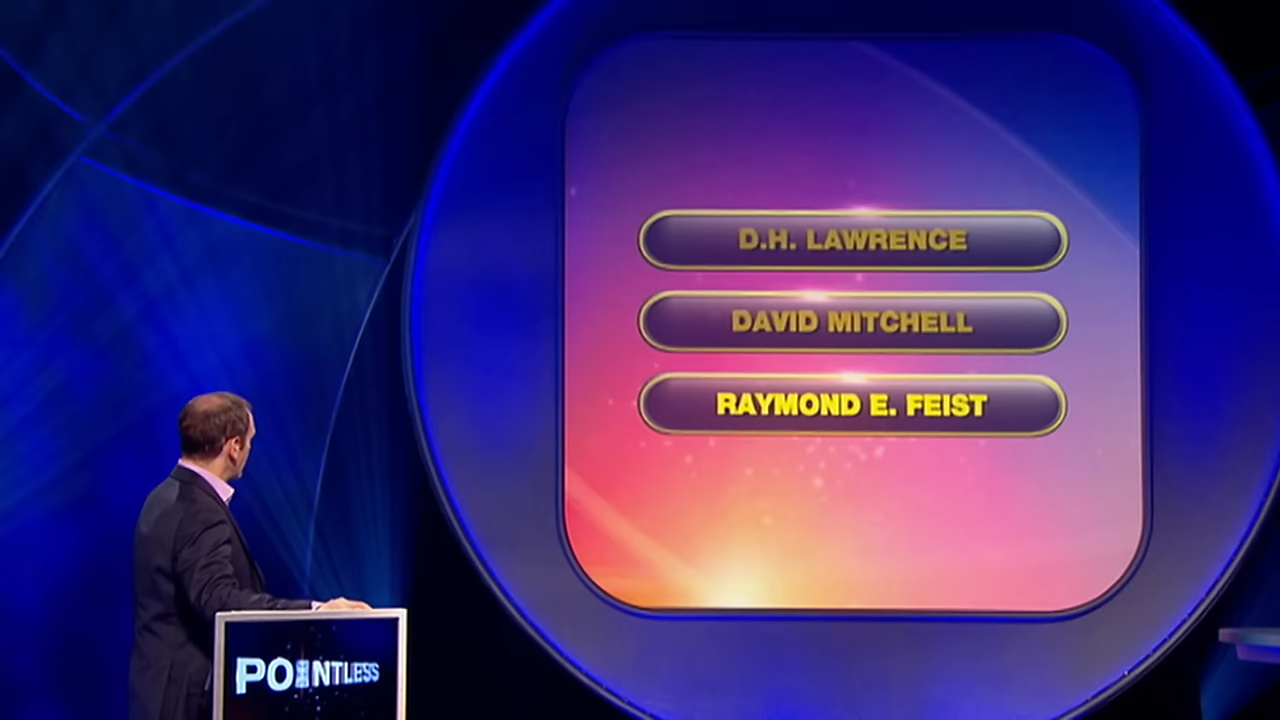 D.H. LAWRENCE
DAVID MITCHELL
RAYMOND E. FEIST
POINTLESS